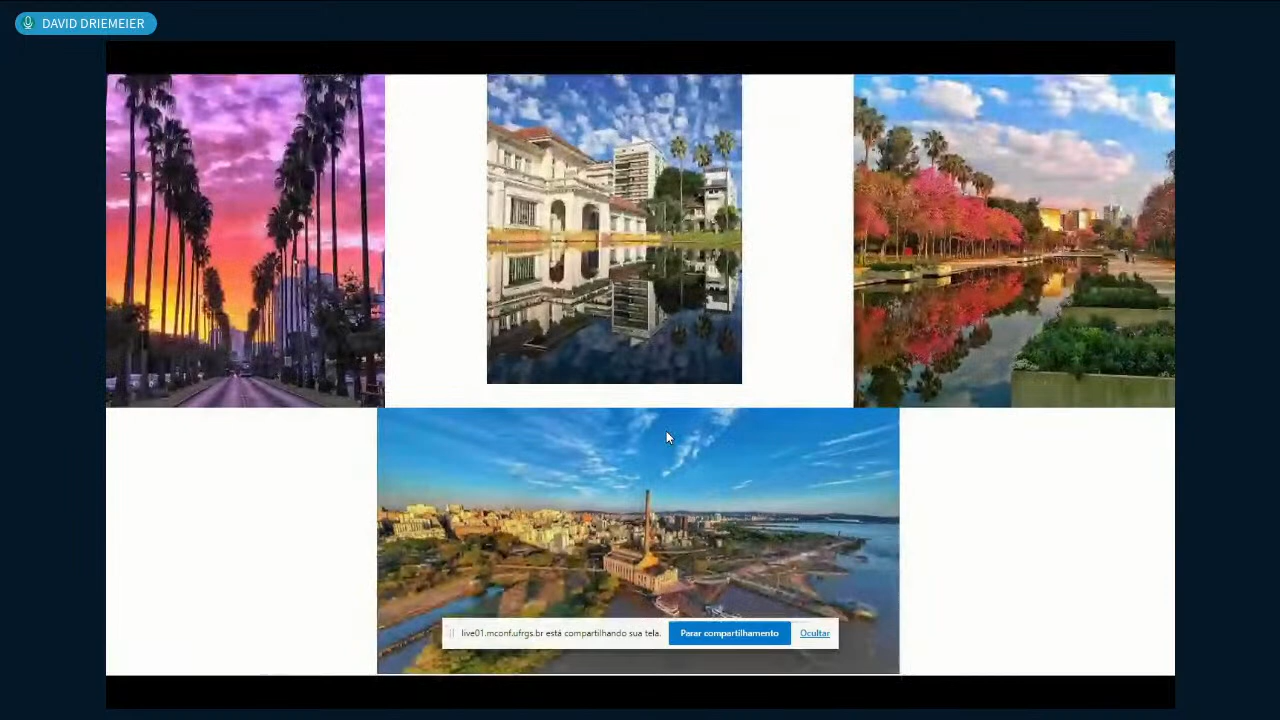 DAVID DRIEMEIER
live01.mconf.ufrgs.br está compartilhando sua tela.
Parar compartilhamento
Ocultar